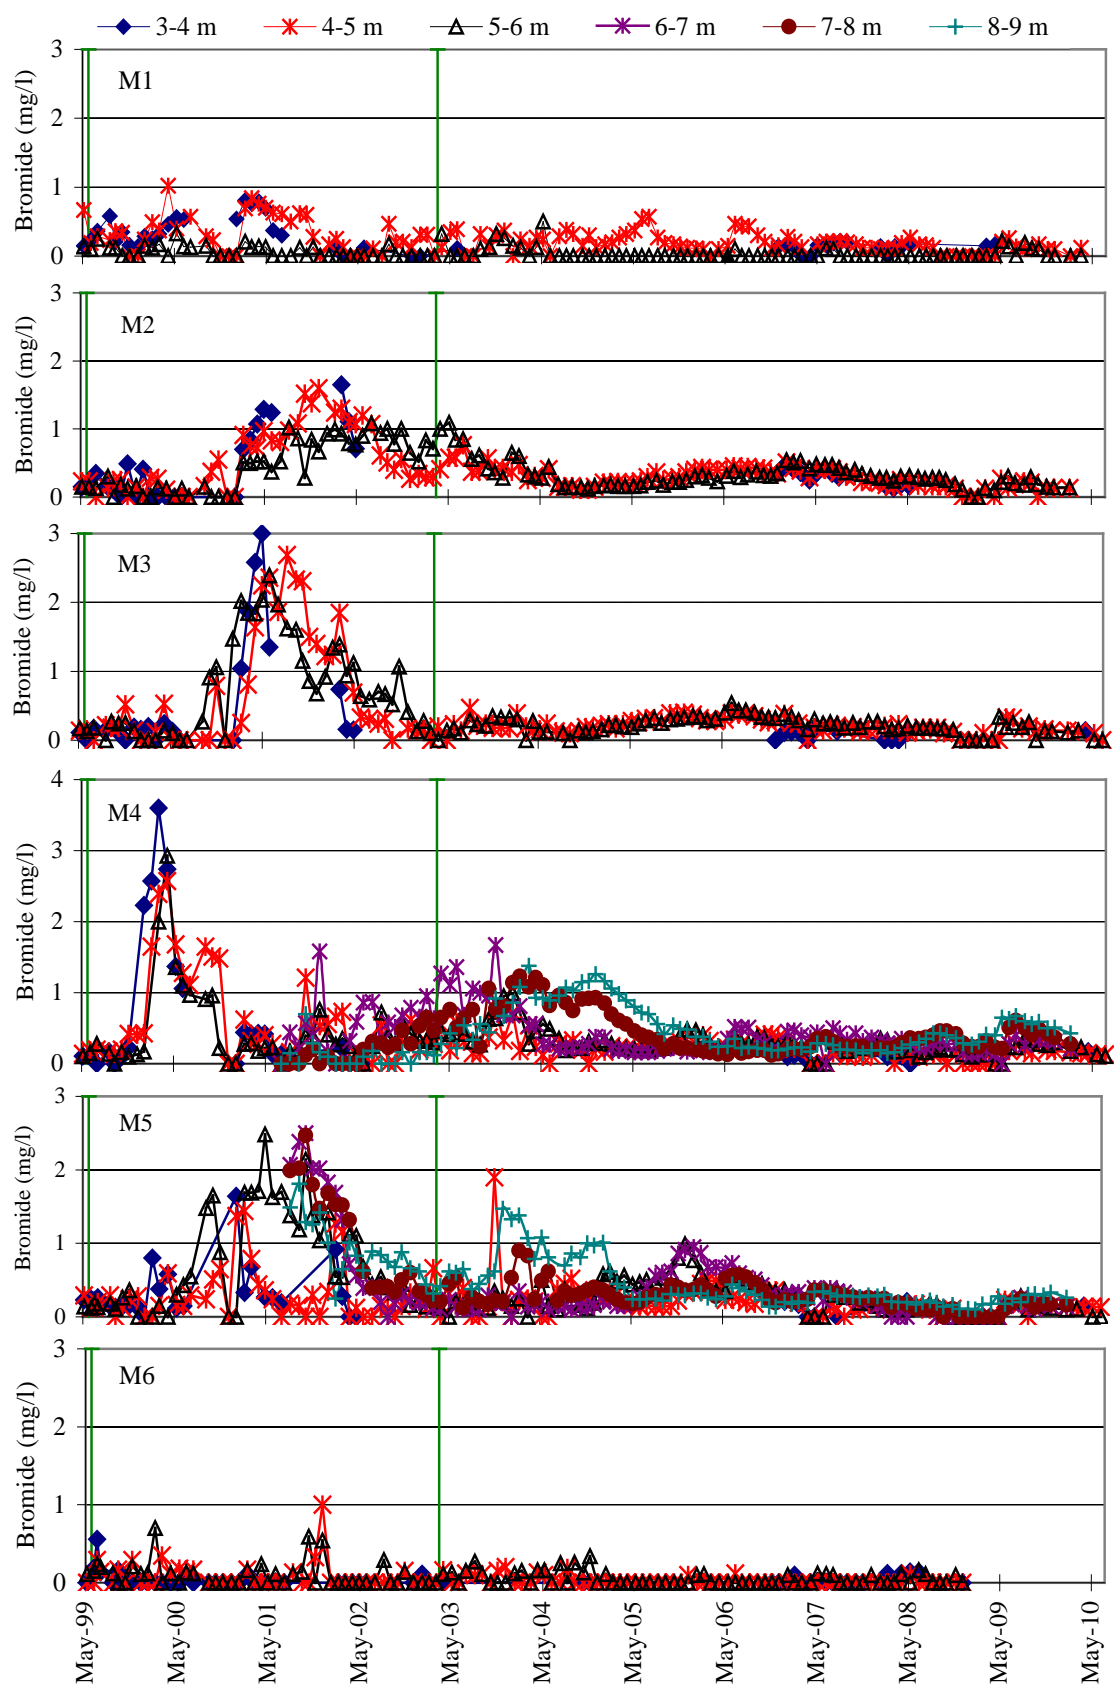 3-4 m 4-5 m 5-6 m 6-7 m 7-8 m 8-9 m
3
M1
2
1
0
Bromide (mg/l)
3
M2
2
1
0
Bromide (mg/l)
3
M3
2
1
0
Bromide (mg/l)
4
M4
3
2
1
0
Bromide (mg/l)
3
M5
2
1
0
Bromide (mg/l)
3
M6
2
1
0
Bromide (mg/l)
May-99 May-00 May-01 May-02 May-03 May-04 May-05 May-06 May-07 May-08 May-09 May-10